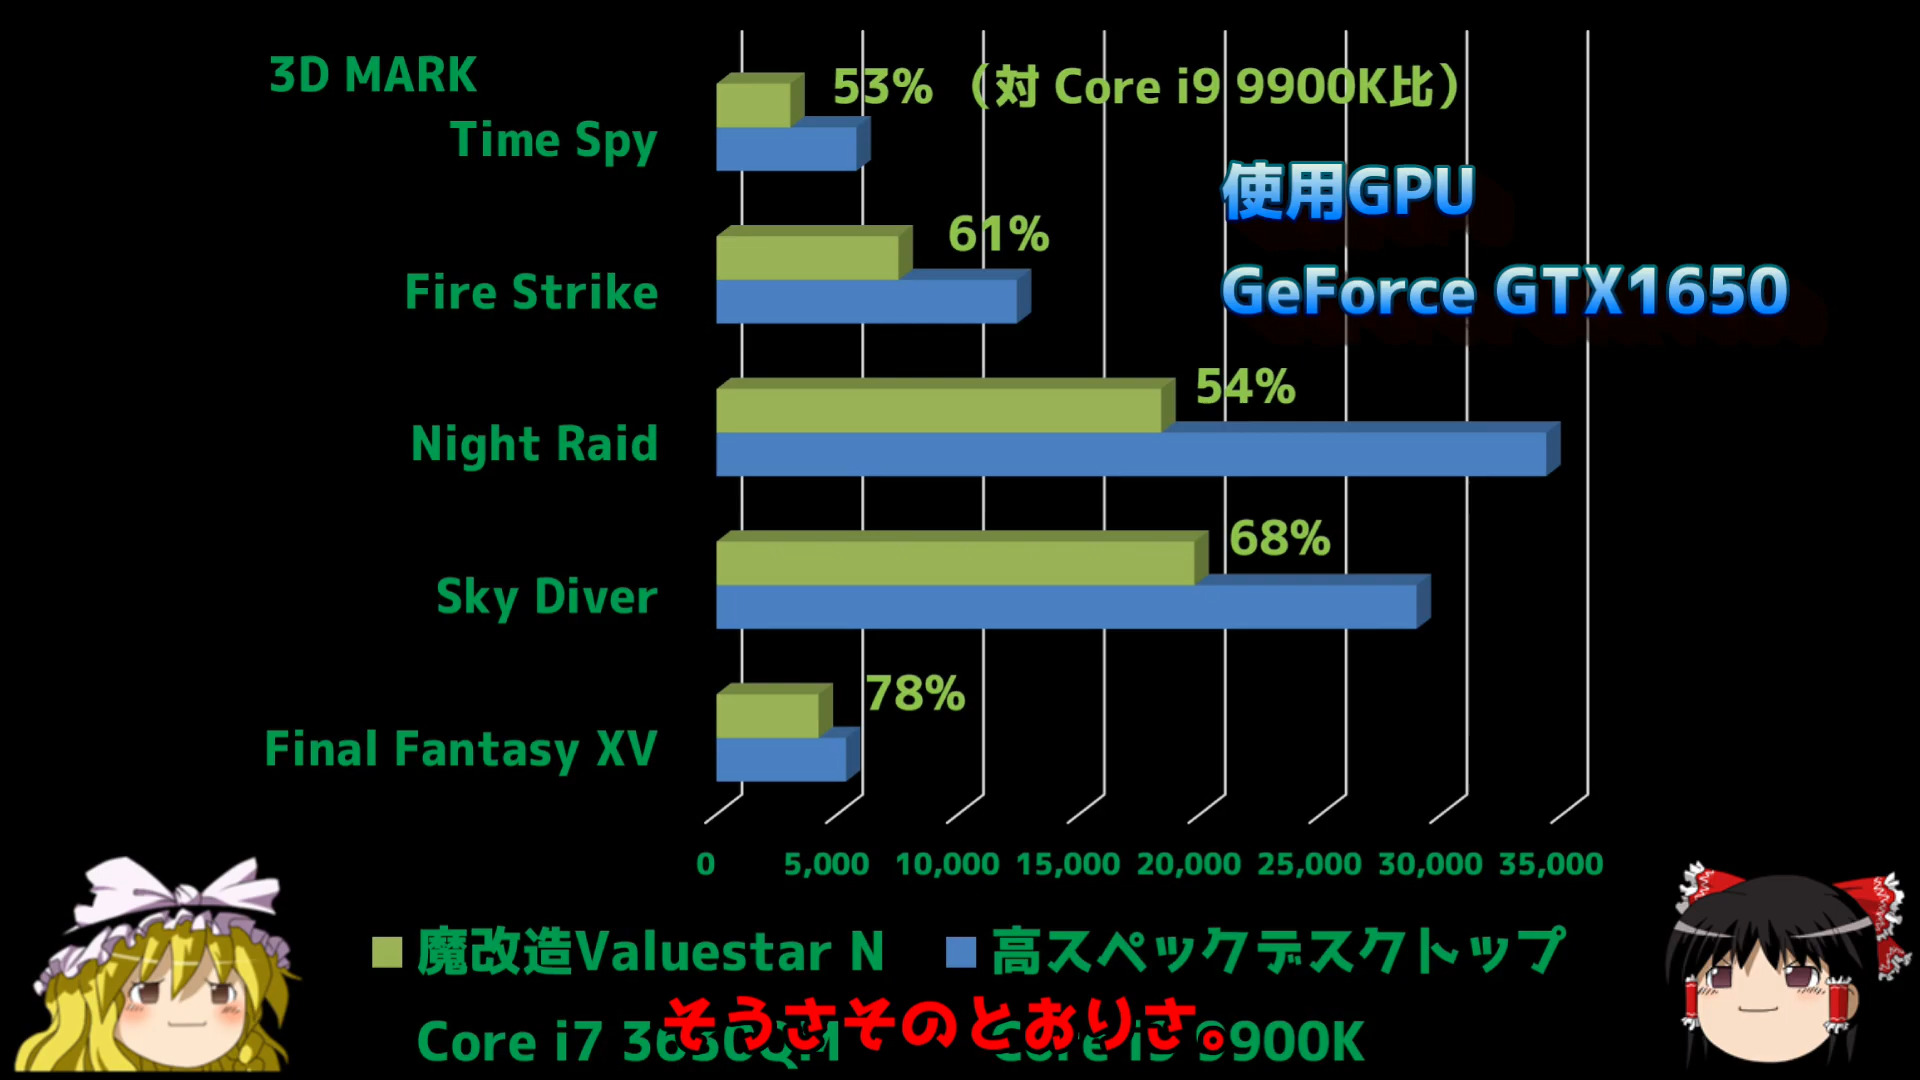 3D MARK
53% （対 Core i9 9900K比）
Time Spy
使用GPU
61%
Fire Strike
GeForce GTX1650
54%
Night Raid
68%
Sky Diver
78%
Final Fantasy XV
0 5,000 10,000 15,000 20,000 25,000 30,000 35,000
魔改造Valuestar N 高スペックデスクトップ
そうさそのとおりさ。
Core i7 Core i9 9900K